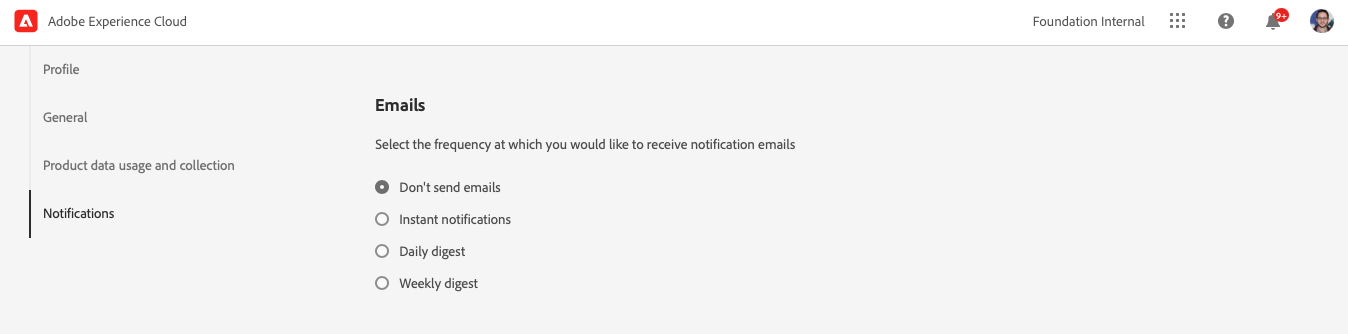 Adobe Experience Cloud
Foundation Internal
9+
Profile
General
Product data usage and collection
Notifications
Emails
Select the frequency at which you would like to receive notification emails
Don't send emails
Instant notifications
Daily digest
Weekly digest